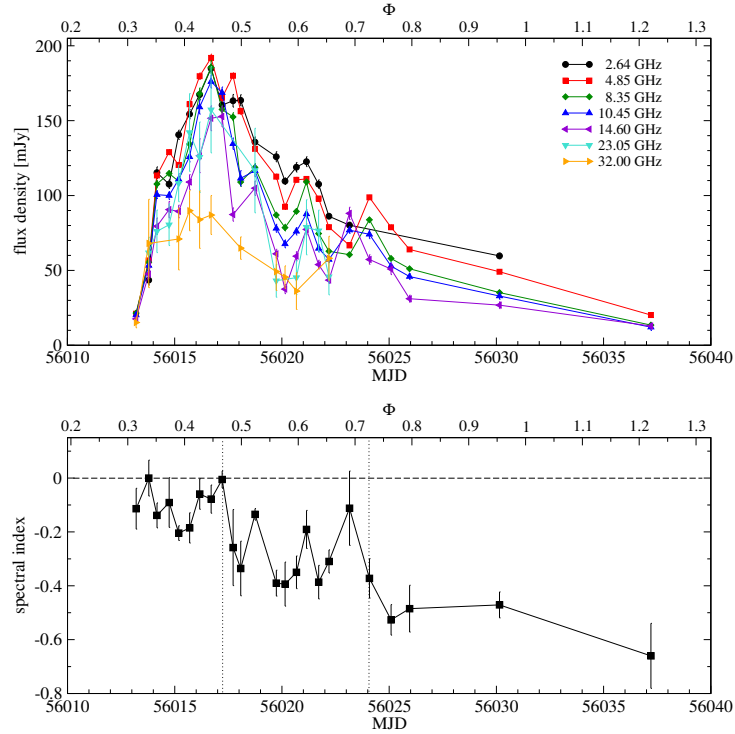 Φ
0.2 0.3 0.4 0.5 0.6 0.7 0.8 0.9 1 1.1 1.2 1.3
200
150
100
50
0
flux density [mJy]
2.64 GHz
4.85 GHz
8.35 GHz
10.45 GHz
14.60 GHz
23.05 GHz
32.00 GHz
56010 56015 56020 56025 56030 56035 56040
MJD
Φ
0.2 0.3 0.4 0.5 0.6 0.7 0.8 0.9 1 1.1 1.2 1.3
0
-0.2
-0.4
-0.6
-0.8
spectral index
56010 56015 56020 56025 56030 56035 56040
MJD